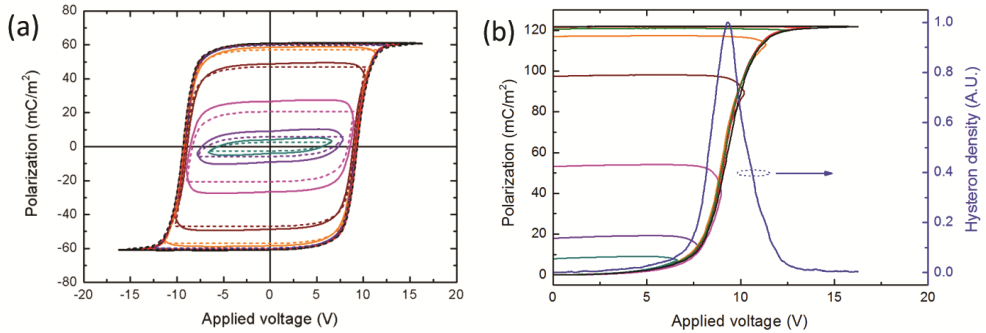 (a)
Polarization (mC/m²)
80
60
40
20
0
-20
-40
-60
-80
-20 -15 -10 -5 0 5 10 15 20
Applied voltage (V)
(b)
Polarization (mC/m²)
120
100
80
60
40
20
0
0 5 10 15 20
Applied voltage (V)
1.0
0.8
0.6
0.4
0.2
0.0
Hysteron density (A.U.)